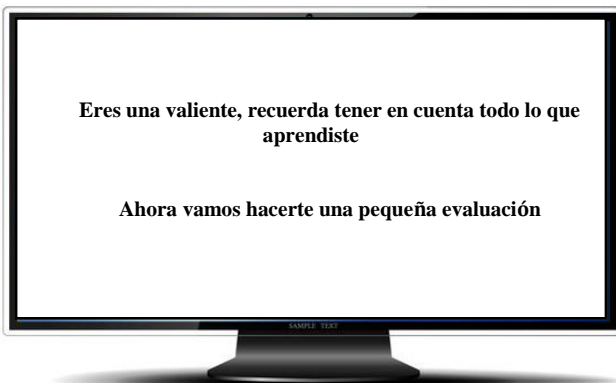 Eres una valiente, recuerda tener en cuenta todo lo que
aprendiste
Ahora vamos hacerte una pequeña evaluación
SAMPLE TEXT